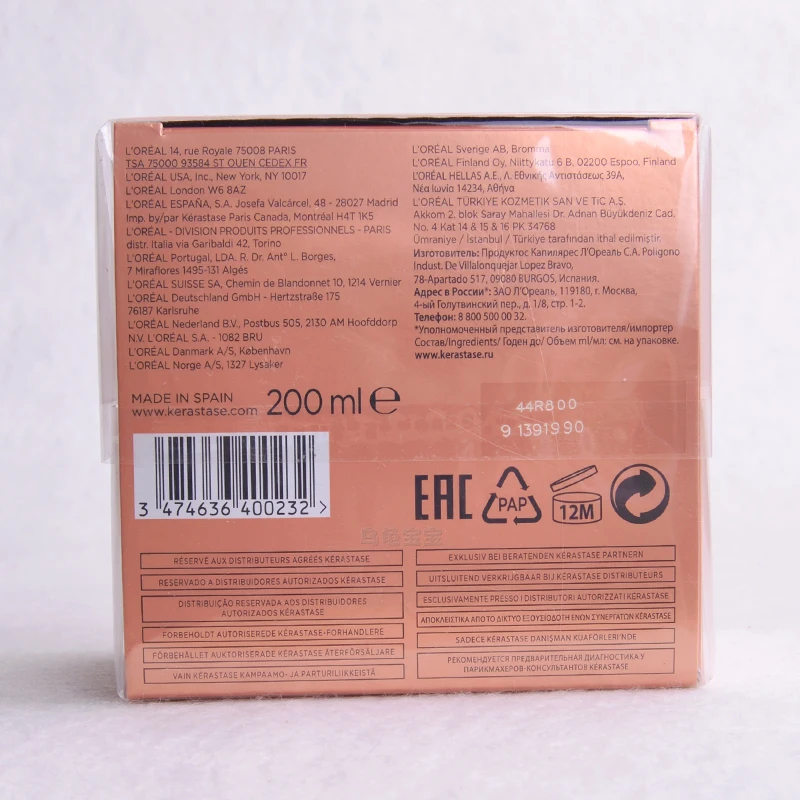 L'ORÉAL 14, rue Royale 75008 PARIS
TSA 75000 93584 ST OUEN CEDEX FR
L'ORÉAL USA, Inc., New York, NY 10017
L'ORÉAL London W6 8AZ
L'ORÉAL ESPAÑA, S.A. Josefa Valcárcel, 48 - 28027 Madrid
Imp. by/par Kérastase Paris Canada, Montréal H4T 1K5
L'ORÉAL - DIVISION PRODUITS PROFESSIONNELS - PARIS
distr. Italia via Garibaldi 42, Torino
L'ORÉAL Portugal, LDA. R. Dr. Antº L. Borges,
7 Miraflores 1495-131 Algés
L'ORÉAL SUISSE SA, Chemin de Blandonnet 10, 1214 Vernier
L'ORÉAL Deutschland GmbH - Hertzstraße 175
76187 Karlsruhe
L'ORÉAL Nederland B.V., Postbus 505, 2130 AM Hoofddorp
N.V. L'ORÉAL S.A. - 1082 BRU
L'ORÉAL Danmark A/S, København
L'ORÉAL Norge A/S, 1327 Lysaker
L'ORÉAL Sverige AB, Bromma
L'ORÉAL Finland Oy, Niittykatu 6 B, 02200 Espoo, Finland
L'ORÉAL HELLAS A.E., Λ. Εθνικής Αντιστάσεως 39Α,
Νέα Ιωνία 14234, Αθήνα
L'ORÉAL TÜRKİYE KOZMETİK SAN VE TİC A.Ş.
Akkom 2. blok Saray Mahallesi Dr. Adnan Büyükdeniz Cad.
No. 4 Kat 14 & 15 & 16 PK 34768
Ümraniye / İstanbul / Türkiye tarafından ithal edilmiştir.
Изготовитель: Продуктос Капилярес Л'Ореаль С.А. Poligono
Indust. De Villalonquejar Lopez Bravo,
78-Apartado 517, 09080 BURGOS, Испания.
Адрес в России*: ЗАО Л'Ореаль, 119180, г. Москва,
4-ый Голутвинский пер., д. 1/8, стр. 1-2.
Телефон: 8 800 500 00 32.
*Уполномоченный представитель изготовителя/импортер
Состав/Ingredients/ Годен до/ Объем ml/мл: см. на упаковке.
www.kerastase.ru
MADE IN SPAIN
www.kerastase.com
200 ml ℮
44R800
9 1391990
3 474636 400232 >
EAC
PAP
12M
乌龟宝宝
RÉSERVÉ AUX DISTRIBUTEURS AGRÉÉS KÉRASTASE
RESERVADO A DISTRIBUIDORES AUTORIZADOS KÉRASTASE
DISTRIBUIÇÃO RESERVADA AOS DISTRIBUIDORES
AUTORIZADOS KÉRASTASE
FORBEHOLDT AUTORISEREDE KÉRASTASE-FORHANDLERE
FÖRBEHÅLLET AUKTORISERADE KÉRASTASE ÅTERFÖRSÄLJARE
VAIN KÉRASTASE KAMPAAMO-JA PARTURILIIKKEISTÄ
EXKLUSIV BEI BERATENDEN KÉRASTASE PARTNERN
UITSLUITEND VERKRIJGBAAR BIJ KÉRASTASE DISTRIBUTEURS
ESCLUSIVAMENTE PRESSO I DISTRIBUTORI AUTORIZZATI KÉRASTASE
ΑΠΟΚΛΕΙΣΤΙΚΑ ΑΠΟ ΤΟ ΔΙΚΤΥΟ ΕΞΟΥΣΙΟΔΟΤΗΜΕΝΩΝ ΣΥΝΕΡΓΑΤΩΝ KÉRASTASE
SADECE KÉRASTASE DANIŞMAN KUAFÖRLERİ'NDE
РЕКОМЕНДУЕТСЯ ПРЕДВАРИТЕЛЬНАЯ ДИАГНОСТИКА У
ПАРИКМАХЕРОВ-КОНСУЛЬТАНТОВ KÉRASTASE